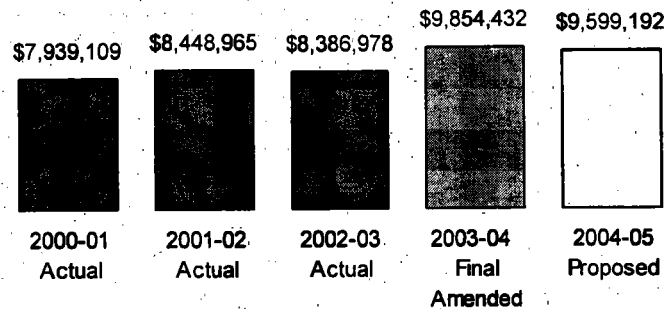 $7,939,109 $8,448,965 $8,386,978 $9,854,432 $9,599,192
2000-01 2001-02 2002-03 2003-04 2004-05
Actual Actual Actual Final Proposed
Amended